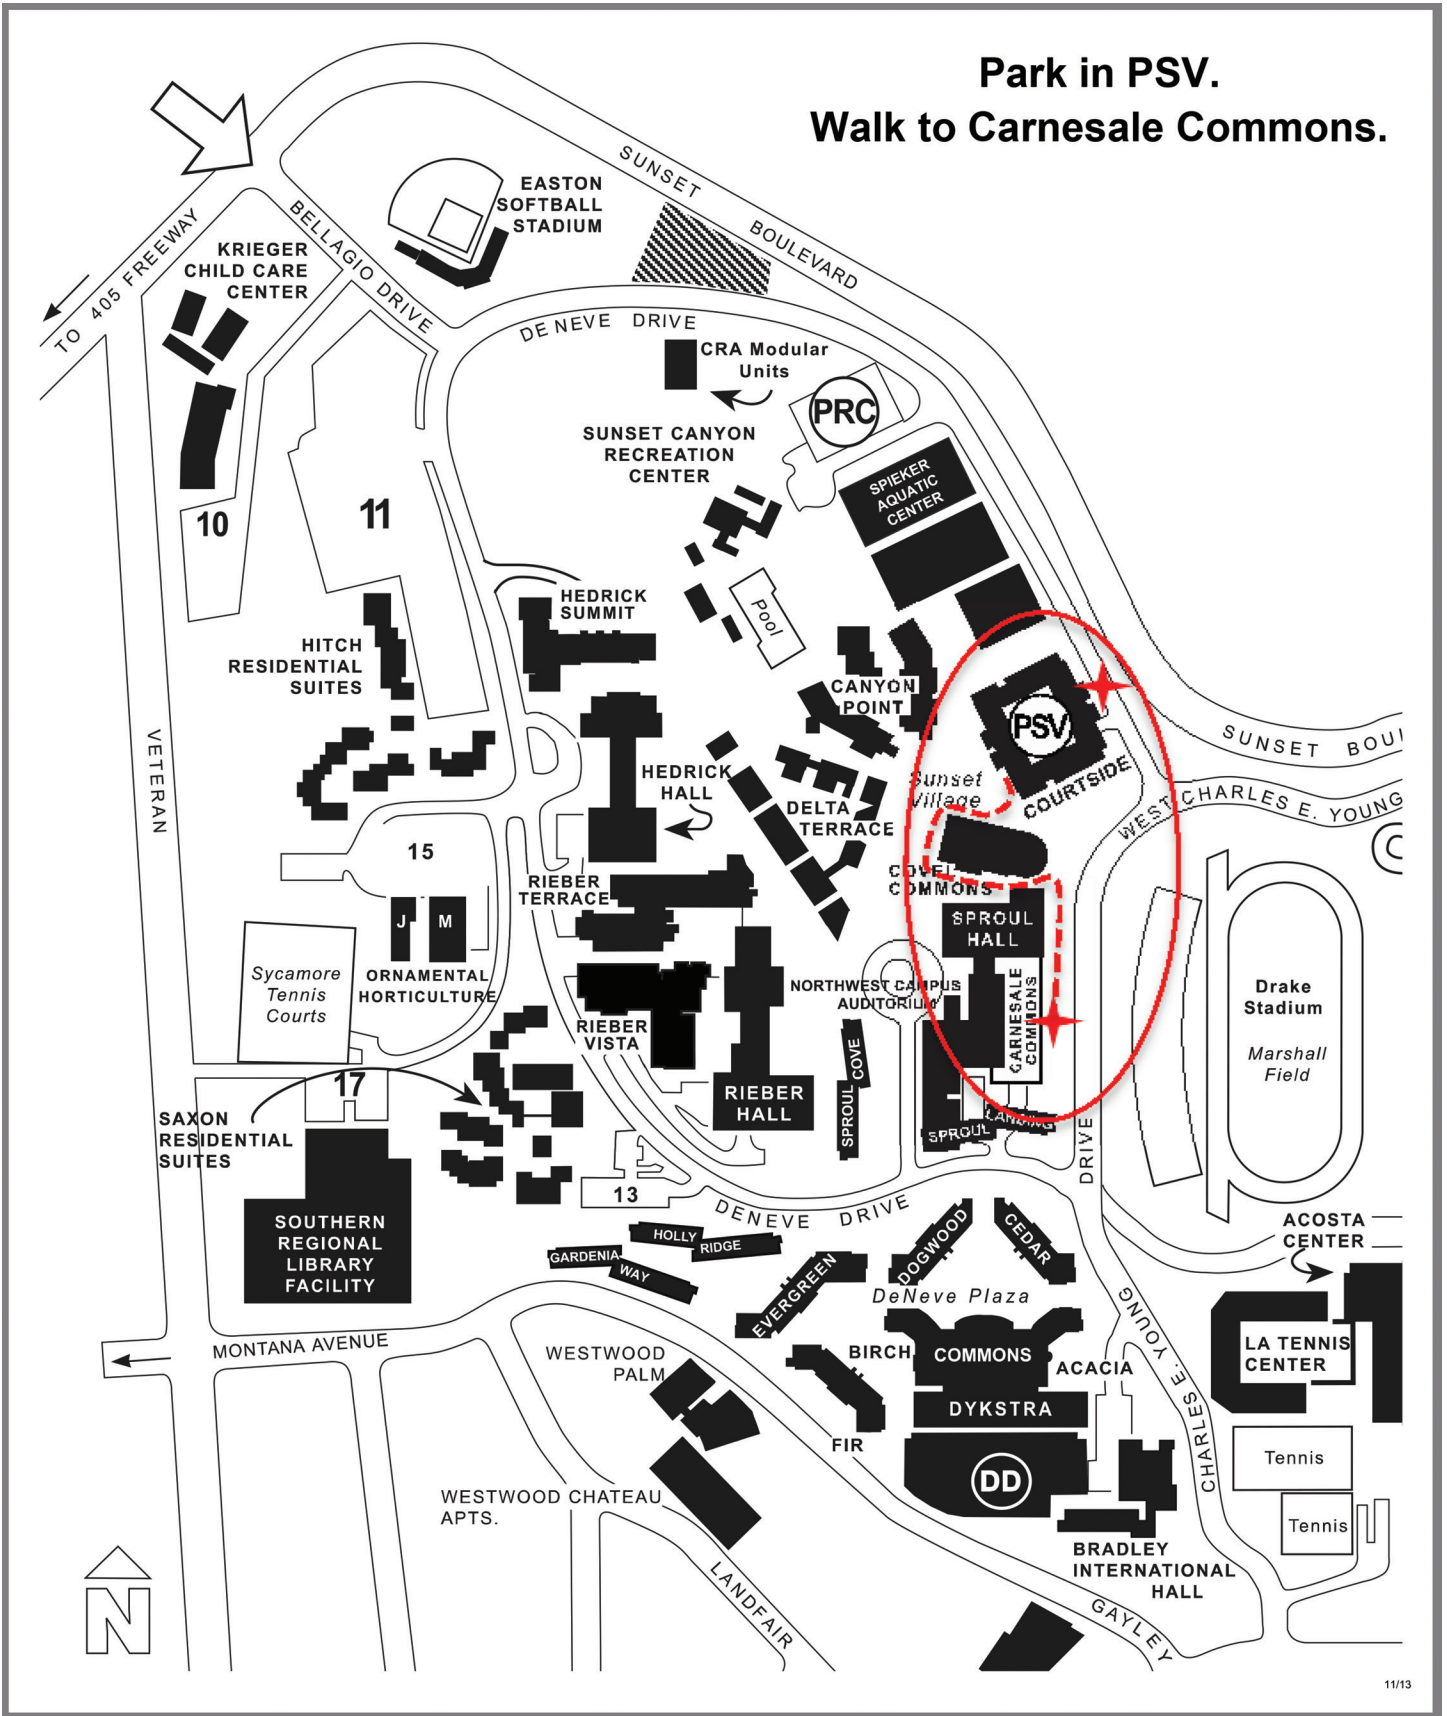 Park in PSV.
Walk to Carnesale Commons.
SUNSET
BOULEVARD
EASTON
SOFTBALL
STADIUM
BELLAGIO DRIVE
TO 405 FREEWAY
KRIEGER
CHILD CARE
CENTER
DE NEVE DRIVE
CRA Modular
Units
PRC
SUNSET CANYON
RECREATION
CENTER
SPIEKER
AQUATIC
CENTER
10
11
Pool
HEDRICK
SUMMIT
HITCH
RESIDENTIAL
SUITES
CANYON
POINT
PSV
COURTSIDE
SUNSET BOU
VETERAN
HEDRICK
HALL
Sunset
Village
DELTA
TERRACE
WEST CHARLES E. YOUNG
15
COVEL
COMMONS
RIEBER
TERRACE
J
M
SPROUL
HALL
Sycamore
Tennis
Courts
ORNAMENTAL
HORTICULTURE
NORTHWEST CAMPUS
AUDITORIUM
CARNESALE
COMMONS
Drake
Stadium
Marshall
Field
RIEBER
VISTA
SPROUL COVE
17
RIEBER
HALL
SAXON
RESIDENTIAL
SUITES
SPROUL LANDING
DRIVE
13
DENEVE DRIVE
SOUTHERN
REGIONAL
LIBRARY
FACILITY
HOLLY
RIDGE
GARDENIA
WAY
EVERGREEN
DOGWOOD
CEDAR
ACOSTA
CENTER
DeNeve Plaza
CHARLES E. YOUNG
MONTANA AVENUE
WESTWOOD
PALM
BIRCH
COMMONS
ACACIA
LA TENNIS
CENTER
DYKSTRA
FIR
DD
Tennis
WESTWOOD CHATEAU
APTS.
Tennis
BRADLEY
INTERNATIONAL
HALL
LANDFAIR
GAYLEY
N
11/13